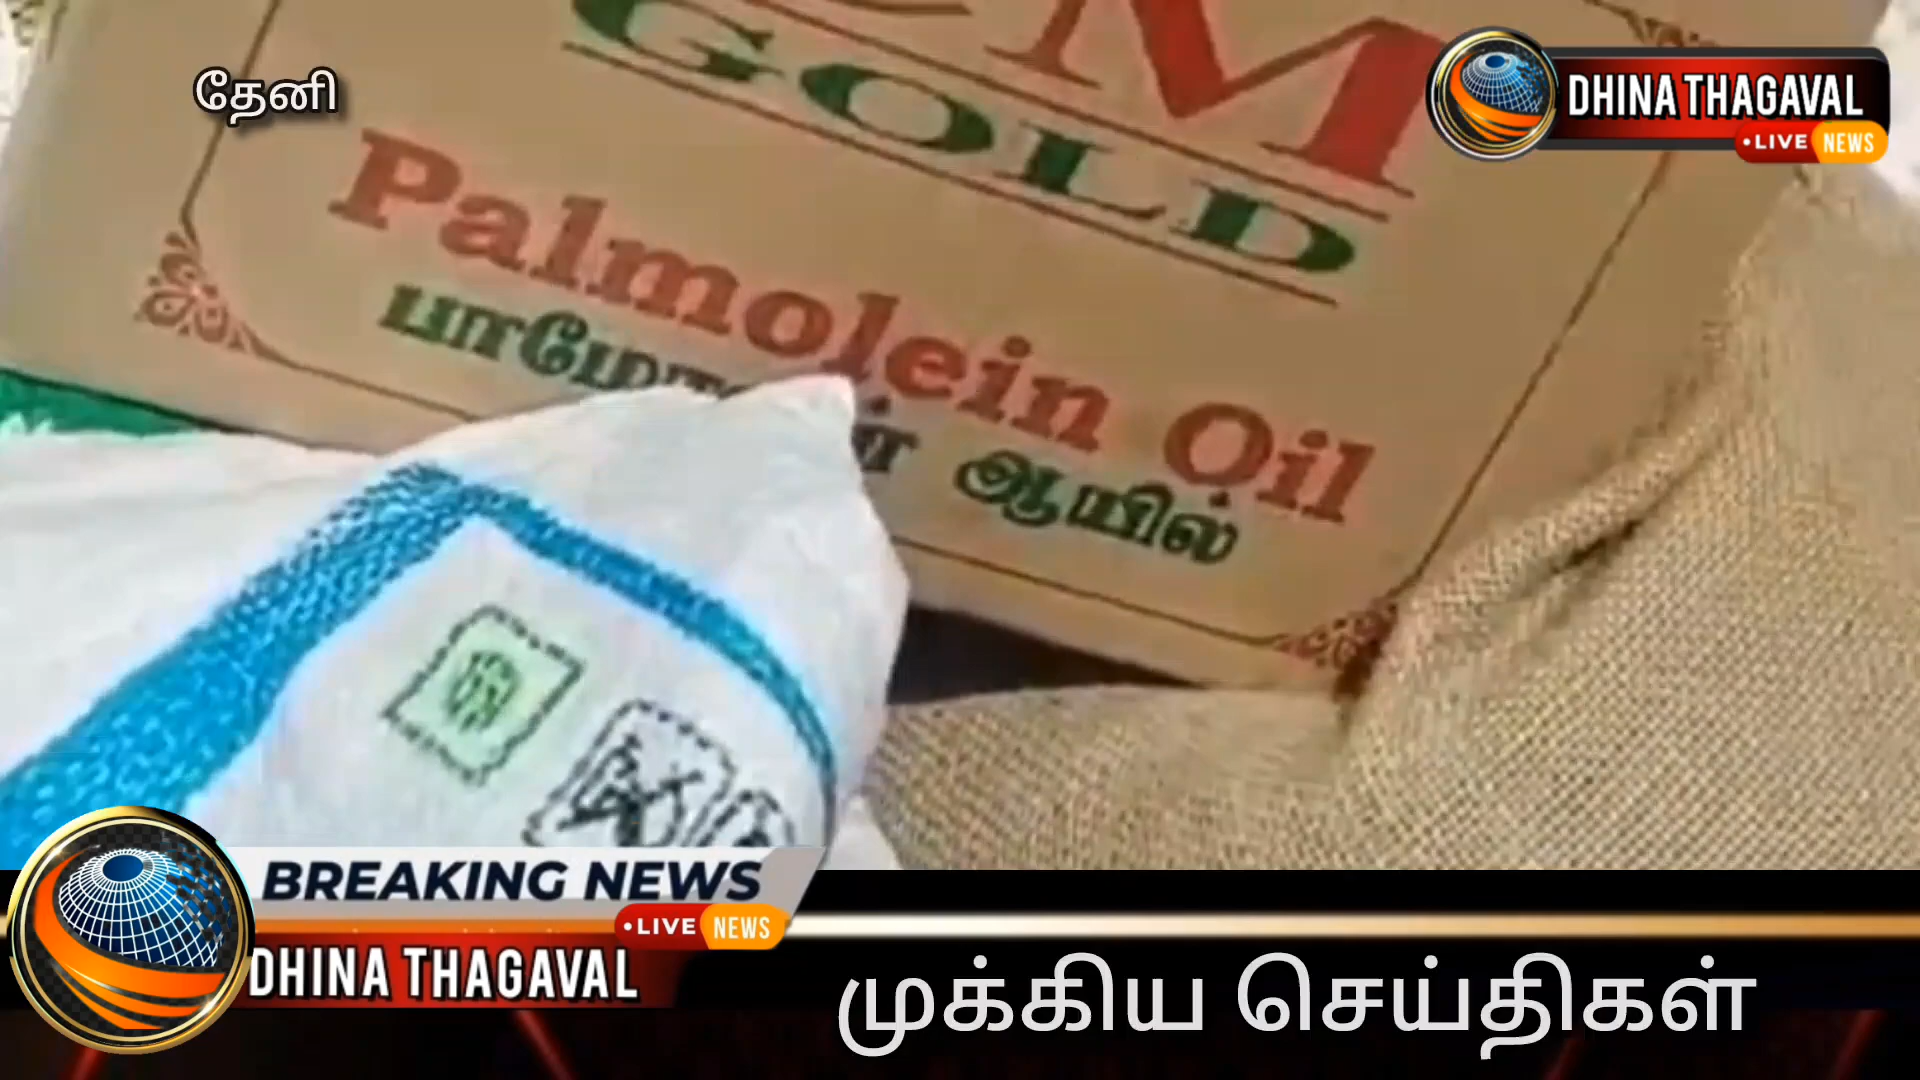 தேனி
DHINA THAGAVAL
• LIVE NEWS
GOLD
Palmolein Oil
ஆயில்
BREAKING NEWS
• LIVE NEWS
DHINA THAGAVAL
முக்கிய செய்திகள்